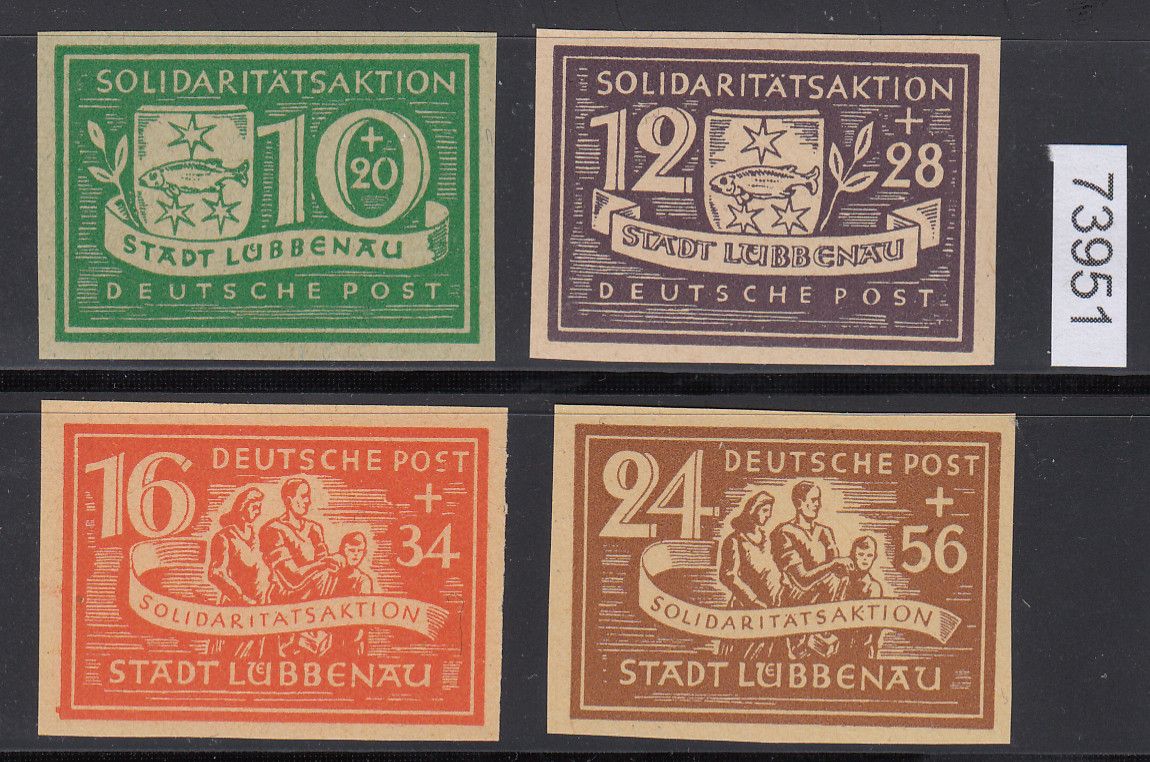 SOLIDARITÄTSAKTION
10
+
20
STADT LÜBBENAU
DEUTSCHE POST
SOLIDARITÄTSAKTION
12
+
28
STADT LÜBBENAU
DEUTSCHE POST
73951
16 DEUTSCHE POST
+
34
SOLIDARITÄTSAKTION
STADT LÜBBENAU
24 DEUTSCHE POST
+
56
SOLIDARITÄTSAKTION
STADT LÜBBENAU